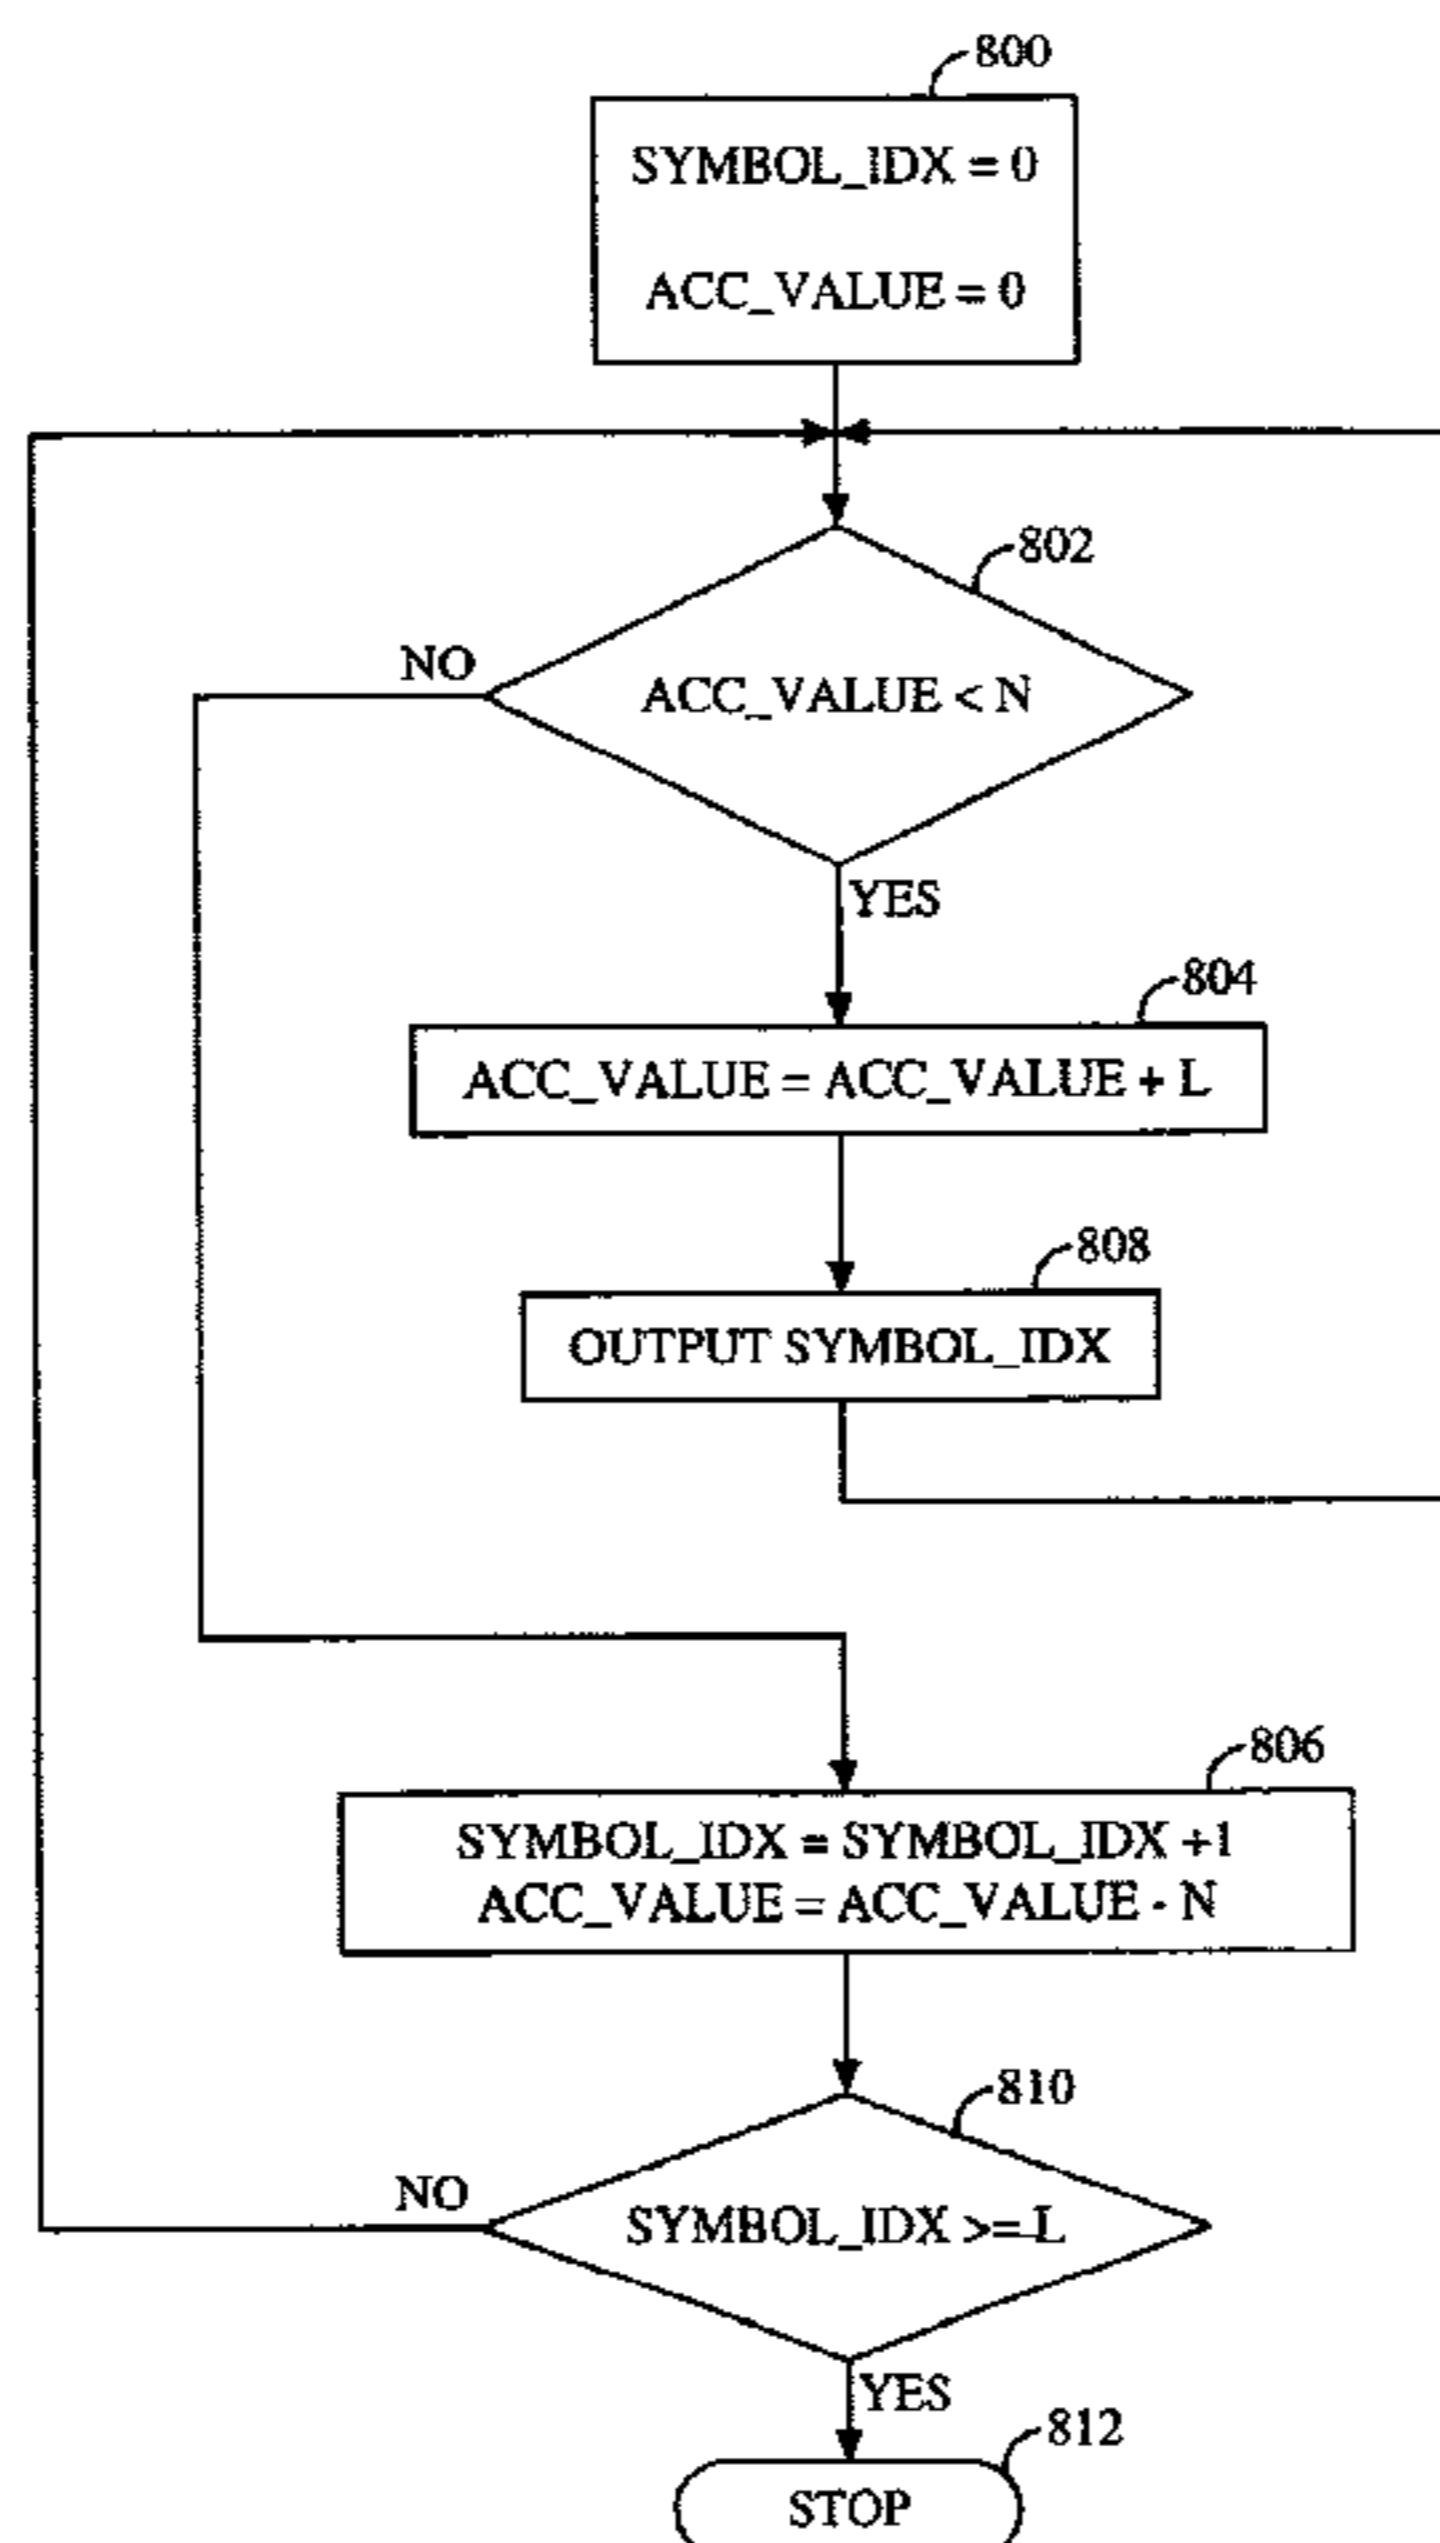 800
SYMBOL_IDX = 0
ACC_VALUE = 0
802
NO
ACC_VALUE < N
YES
804
ACC_VALUE = ACC_VALUE + L
808
OUTPUT SYMBOL_IDX
806
SYMBOL_IDX = SYMBOL_IDX +1
ACC_VALUE = ACC_VALUE - N
810
NO
SYMBOL_IDX >= L
YES
812
STOP